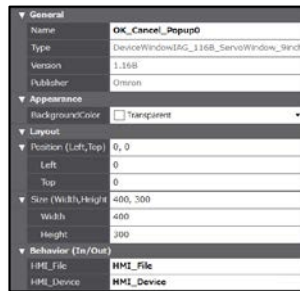 General
Name OK_Cancel_Popup0
Type DeviceWindowIAG_116B_ServoWindow_9inch
Version 1.16B
Publisher Omron
Appearance
BackgroundColor Transparent
Layout
Position (Left,Top) 0, 0
Left 0
Top 0
Size (Width,Height 400, 300
Width 400
Height 300
Behavior (In/Out)
HMI_File HMI_File
HMI_Device HMI_Device